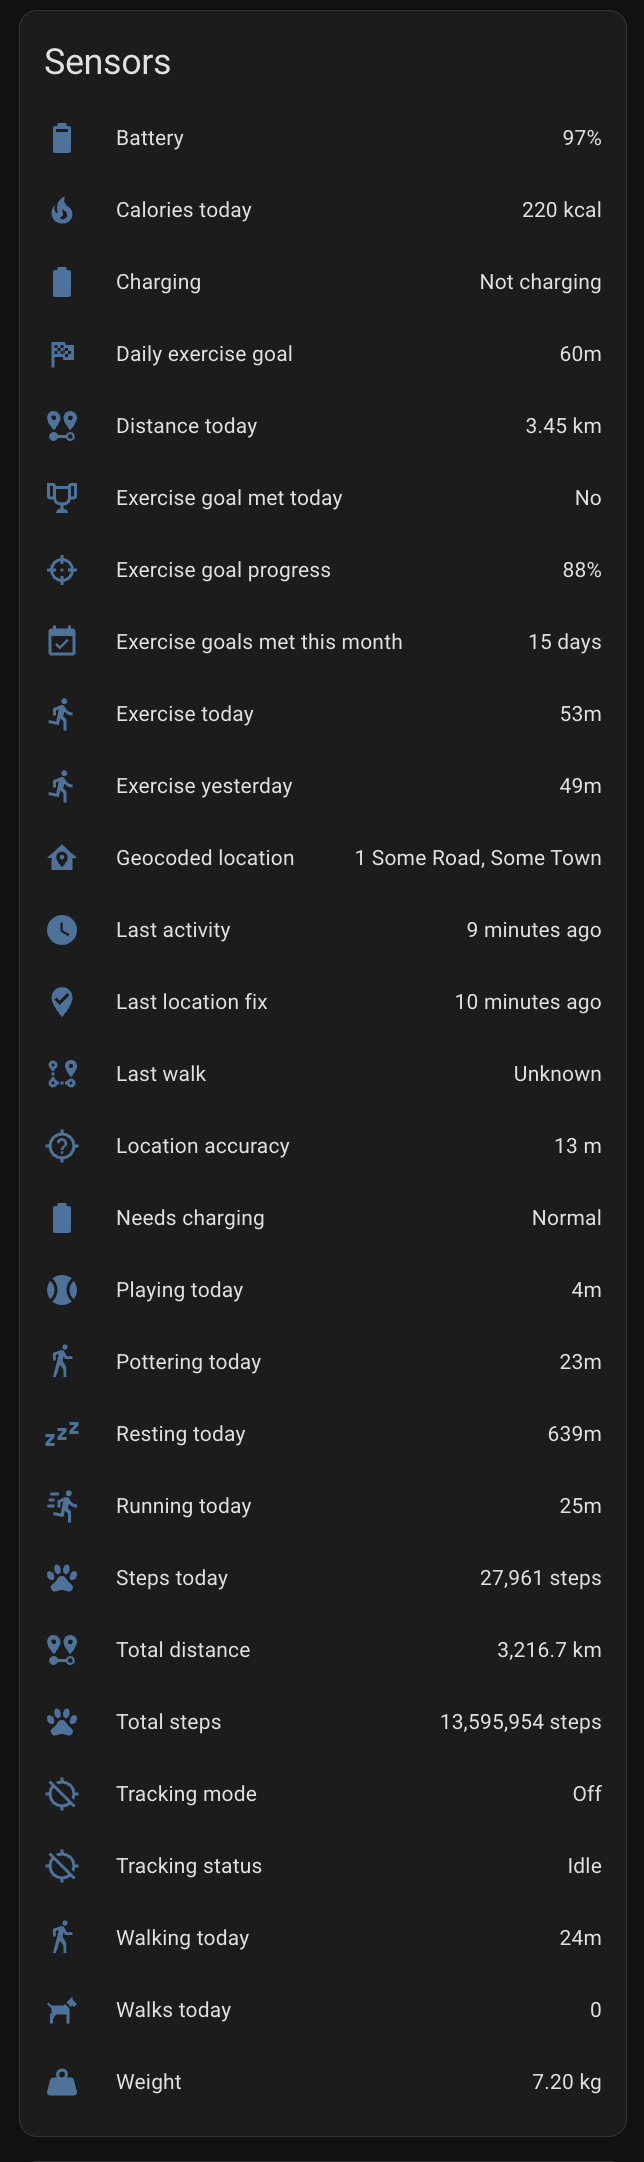 Sensors
Battery 97%
Calories today 220 kcal
Charging Not charging
Daily exercise goal 60m
Distance today 3.45 km
Exercise goal met today No
Exercise goal progress 88%
Exercise goals met this month 15 days
Exercise today 53m
Exercise yesterday 49m
Geocoded location 1 Some Road, Some Town
Last activity 9 minutes ago
Last location fix 10 minutes ago
Last walk Unknown
Location accuracy 13 m
Needs charging Normal
Playing today 4m
Pottering today 23m
Resting today 639m
Running today 25m
Steps today 27,961 steps
Total distance 3,216.7 km
Total steps 13,595,954 steps
Tracking mode Off
Tracking status Idle
Walking today 24m
Walks today 0
Weight 7.20 kg